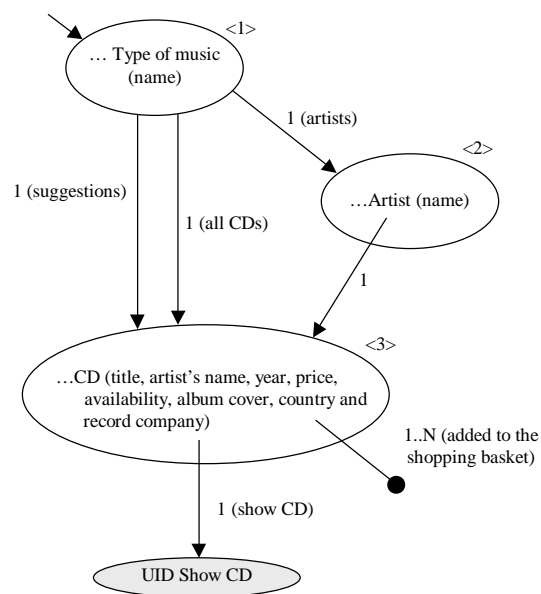 <1>
… Type of music
(name)
1 (artists)
<2>
1 (suggestions)
…Artist (name)
1 (all CDs)
1
<3>
…CD (title, artist’s name, year, price,
availability, album cover, country and
record company)
1..N (added to the
shopping basket)
1 (show CD)
UID Show CD